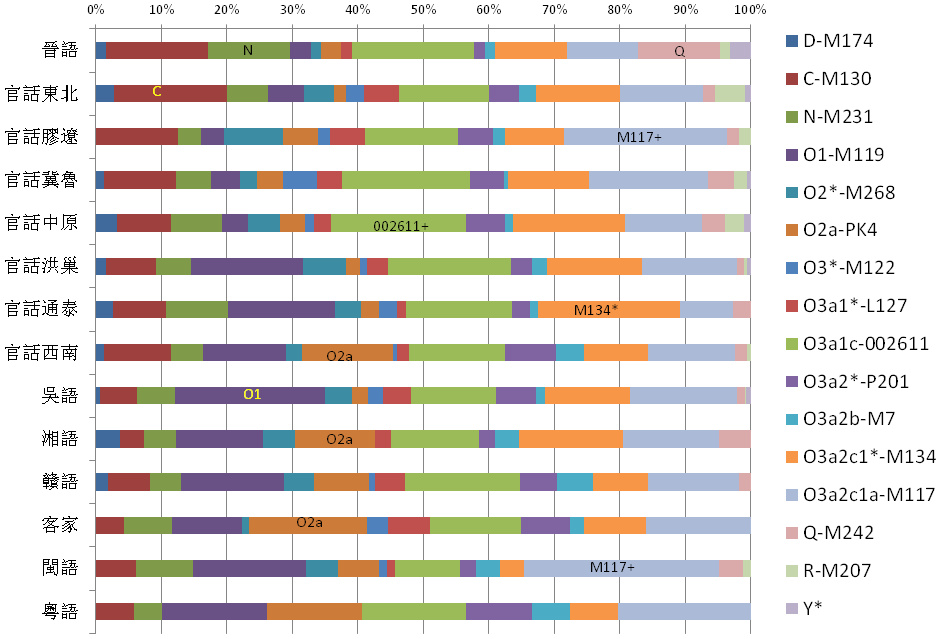 0% 10% 20% 30% 40% 50% 60% 70% 80% 90% 100%
晉語 N Q
官話東北 C
官話膠遼 M117+
官話冀魯
官話中原 002611+
官話洪巢
官話通泰 M134*
官話西南 O2a
吳語 O1
湘語 O2a
贛語
客家 O2a
閩語 M117+
粵語
D-M174
C-M130
N-M231
O1-M119
O2*-M268
O2a-PK4
O3*-M122
O3a1*-L127
O3a1c-002611
O3a2*-P201
O3a2b-M7
O3a2c1*-M134
O3a2c1a-M117
Q-M242
R-M207
Y*